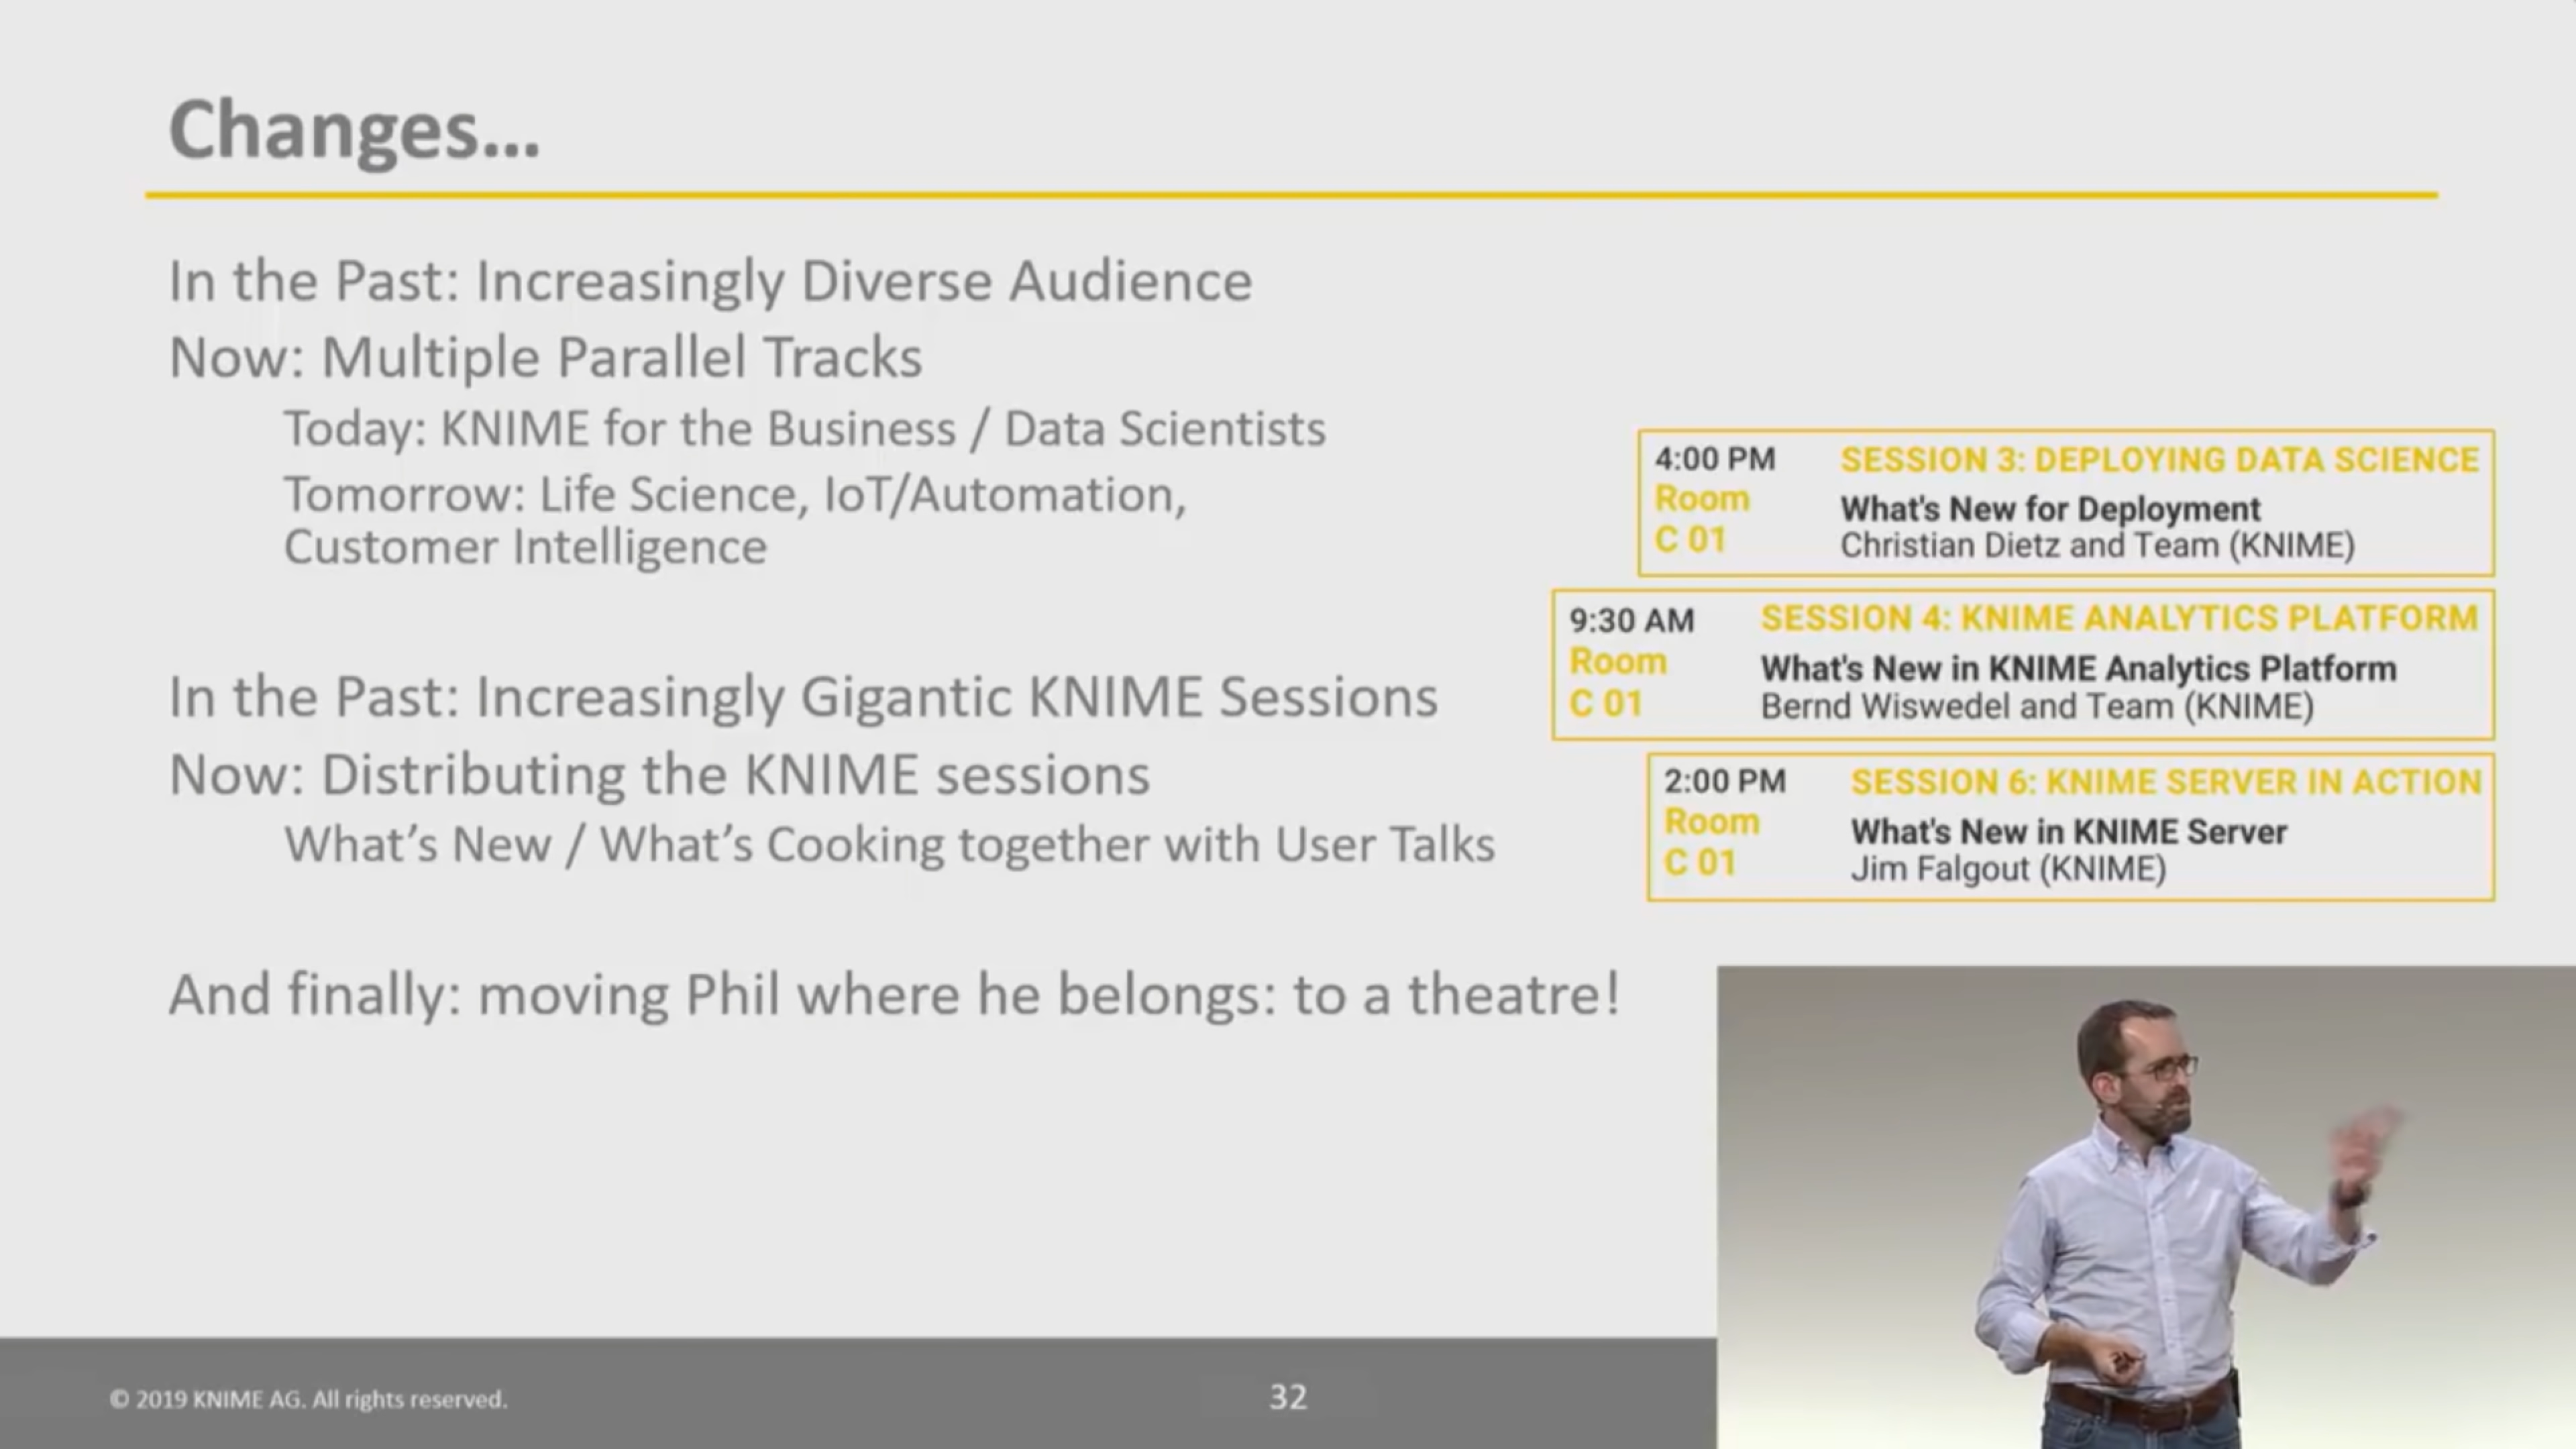 Changes...
In the Past: Increasingly Diverse Audience
Now: Multiple Parallel Tracks
Today: KNIME for the Business / Data Scientists
Tomorrow: Life Science, IoT/Automation,
Customer Intelligence
In the Past: Increasingly Gigantic KNIME Sessions
Now: Distributing the KNIME sessions
What’s New / What’s Cooking together with User Talks
And finally: moving Phil where he belongs: to a theatre!
4:00 PM
Room
C 01
SESSION 3: DEPLOYING DATA SCIENCE
What's New for Deployment
Christian Dietz and Team (KNIME)
9:30 AM
Room
C 01
SESSION 4: KNIME ANALYTICS PLATFORM
What's New in KNIME Analytics Platform
Bernd Wiswedel and Team (KNIME)
2:00 PM
Room
C 01
SESSION 6: KNIME SERVER IN ACTION
What's New in KNIME Server
Jim Falgout (KNIME)
© 2019 KNIME AG. All rights reserved.
32